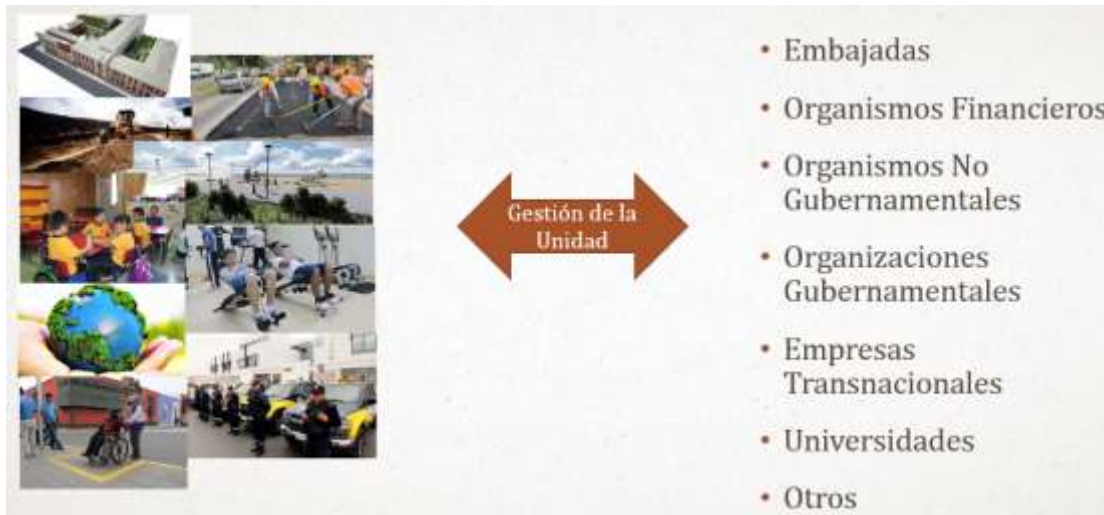 Gestión de la
Unidad
• Embajadas
• Organismos Financieros
• Organismos No
Gubernamentales
• Organizaciones
Gubernamentales
• Empresas
Transnacionales
• Universidades
• Otros